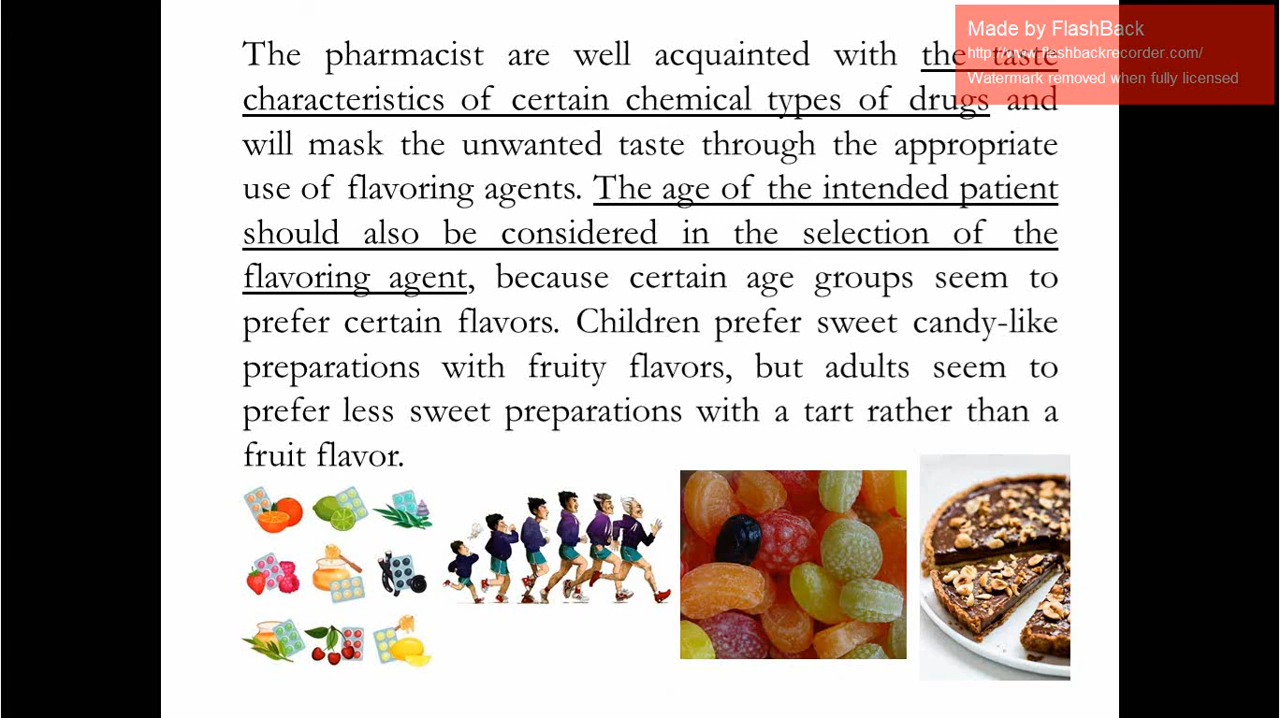 Made by FlashBack
http://www.flashbackrecorder.com/
Watermark removed when fully licensed
The pharmacist are well acquainted with the taste
characteristics of certain chemical types of drugs and
will mask the unwanted taste through the appropriate
use of flavoring agents. The age of the intended patient
should also be considered in the selection of the
flavoring agent, because certain age groups seem to
prefer certain flavors. Children prefer sweet candy-like
preparations with fruity flavors, but adults seem to
prefer less sweet preparations with a tart rather than a
fruit flavor.